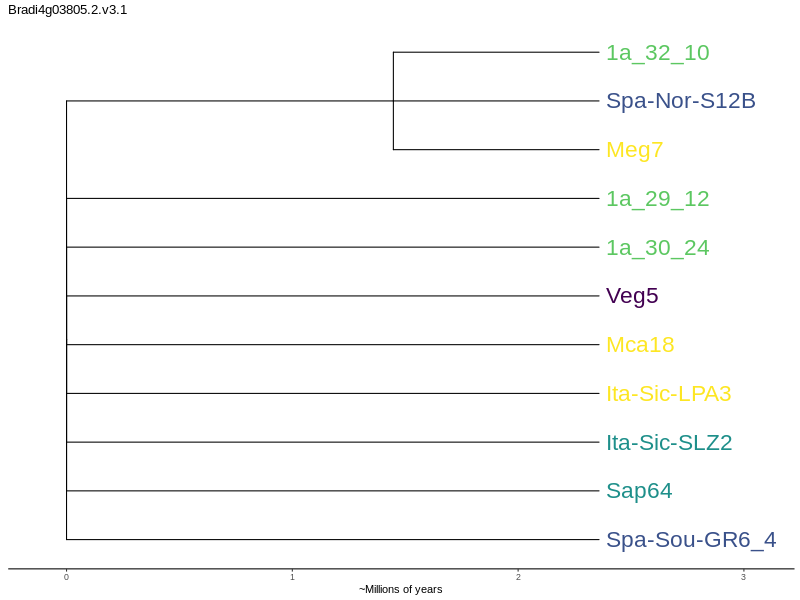 Bradi4g03805.2.v3.1
1a_32_10
Spa-Nor-S12B
Meg7
1a_29_12
1a_30_24
Veg5
Mca18
Ita-Sic-LPA3
Ita-Sic-SLZ2
Sap64
Spa-Sou-GR6_4
0 1 2 3
~Millions of years